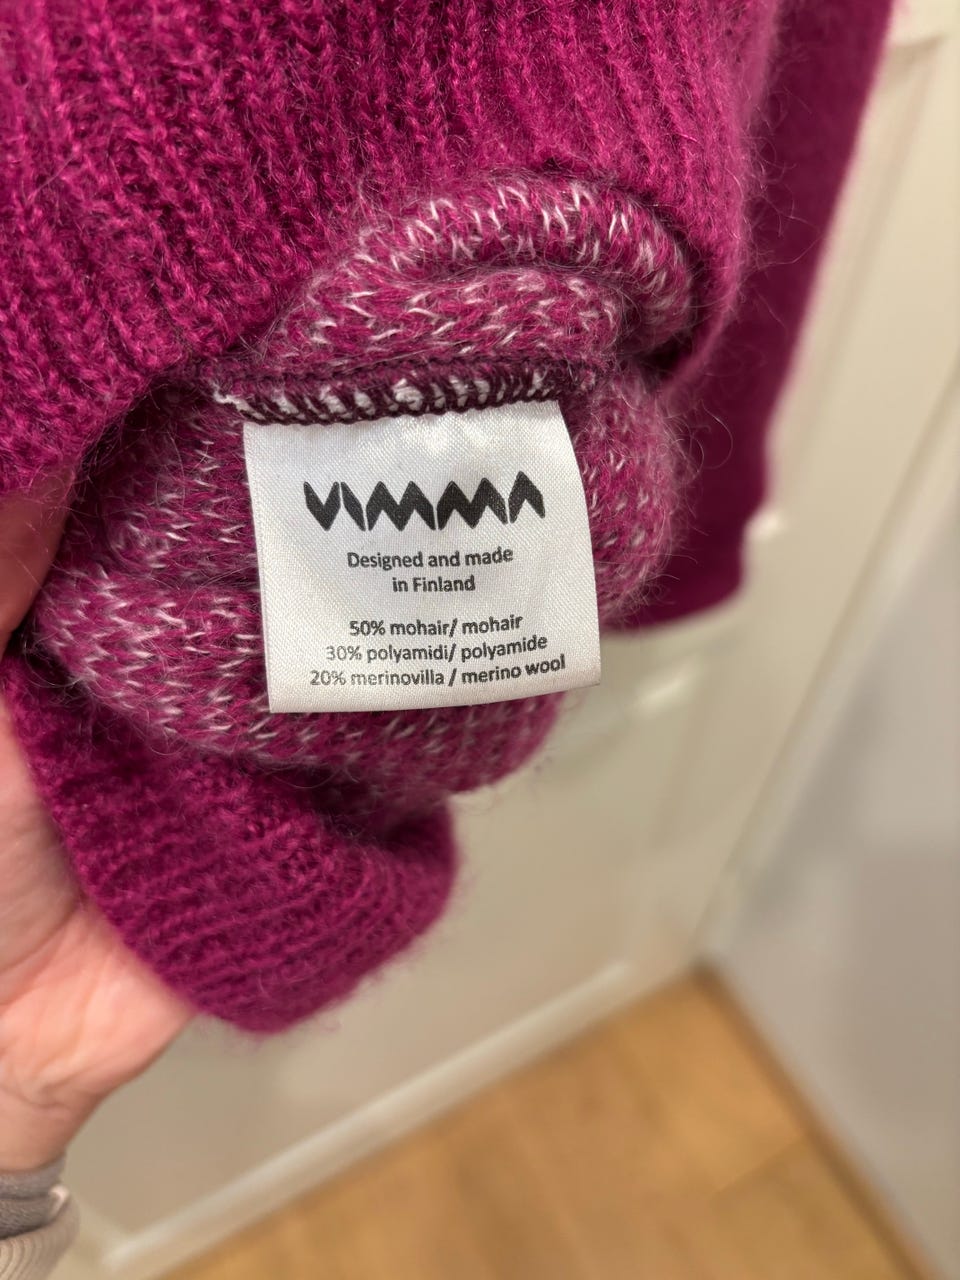 VIMMA
Designed and made
in Finland
50% mohair/ mohair
30% polyamidi/ polyamide
20% merinovilla / merino wool